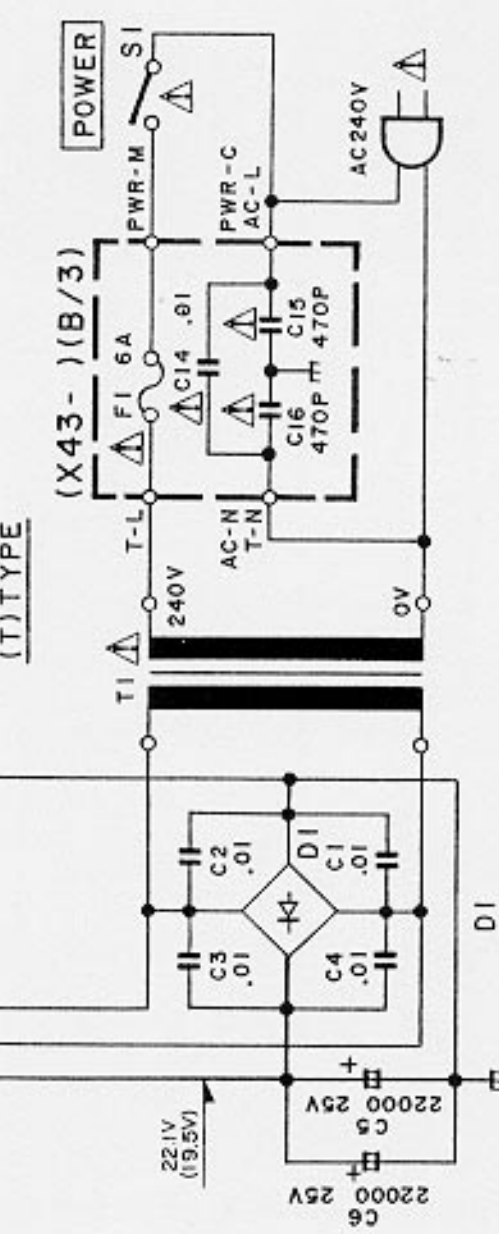 (T)TYPE
POWER
S1
PWR-M
PWR-C
AC-L
AC240V
(X43- )(B/3)
F1 6A
C14 .01
C15
470P
C16
470P
T-L
AC-N
T-N
240V
0V
T1
C2
.01
C3
.01
D1
C1
.01
C4
.01
D1
22.1V
(19.5V)
+
22000 25V
C5
+
22000 25V
C6